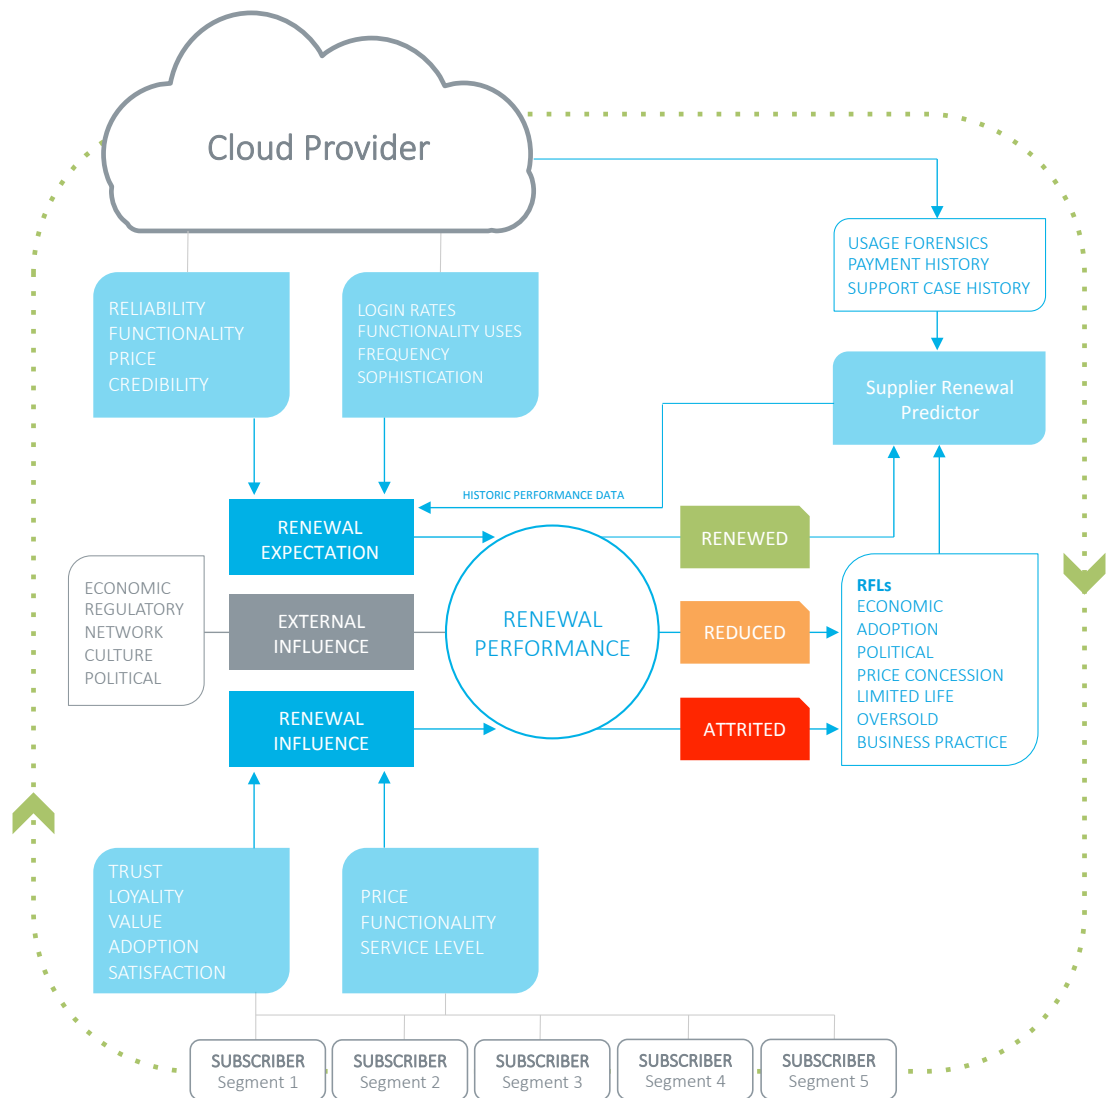 Cloud Provider
USAGE FORENSICS
PAYMENT HISTORY
SUPPORT CASE HISTORY
RELIABILITY
FUNCTIONALITY
PRICE
CREDIBILITY
LOGIN RATES
FUNCTIONALITY USES
FREQUENCY
SOPHISTICATION
Supplier Renewal
Predictor
HISTORIC PERFORMANCE DATA
RENEWAL
EXPECTATION
RENEWED
ECONOMIC
REGULATORY
NETWORK
CULTURE
POLITICAL
EXTERNAL
INFLUENCE
RENEWAL
PERFORMANCE
REDUCED
RFLs
ECONOMIC
ADOPTION
POLITICAL
PRICE CONCESSION
LIMITED LIFE
OVERSOLD
BUSINESS PRACTICE
RENEWAL
INFLUENCE
ATTRITED
TRUST
LOYALITY
VALUE
ADOPTION
SATISFACTION
PRICE
FUNCTIONALITY
SERVICE LEVEL
SUBSCRIBER
Segment 1
SUBSCRIBER
Segment 2
SUBSCRIBER
Segment 3
SUBSCRIBER
Segment 4
SUBSCRIBER
Segment 5